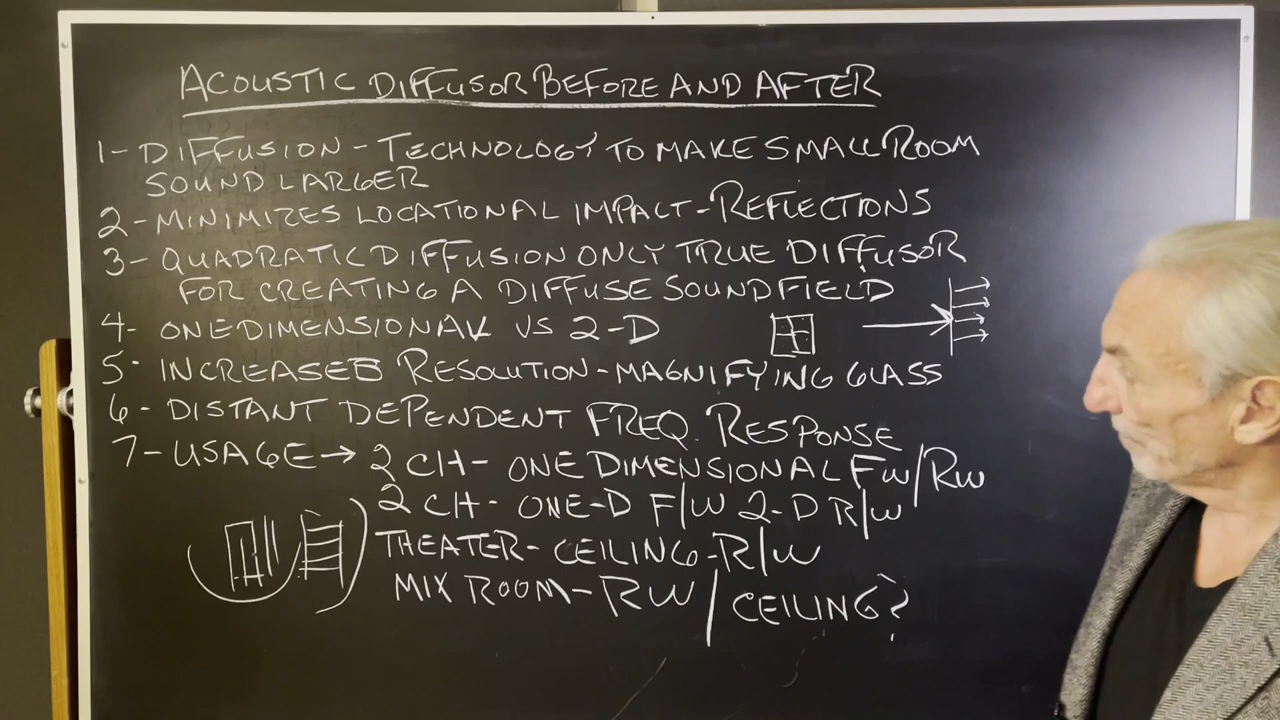 ACOUSTIC DIFFUSOR BEFORE AND AFTER
1- DIFFUSION - TECHNOLOGY TO MAKE SMALL ROOM
SOUND LARGER
2- MINIMIZES LOCATIONAL IMPACT - REFLECTIONS
3- QUADRATIC DIFFUSION ONLY TRUE DIFFUSOR
FOR CREATING A DIFFUSE SOUND FIELD
4- ONE DIMENSIONAL VS 2-D
5- INCREASES RESOLUTION - MAGNIFYING GLASS
6- DISTANT DEPENDENT FREQ. RESPONSE
7- USAGE → 2 CH- ONE DIMENSIONAL FW/RW
2 CH- ONE-D F/W 2-D R/W
THEATER- CEILING-R/W
MIX ROOM- RW / CEILING?